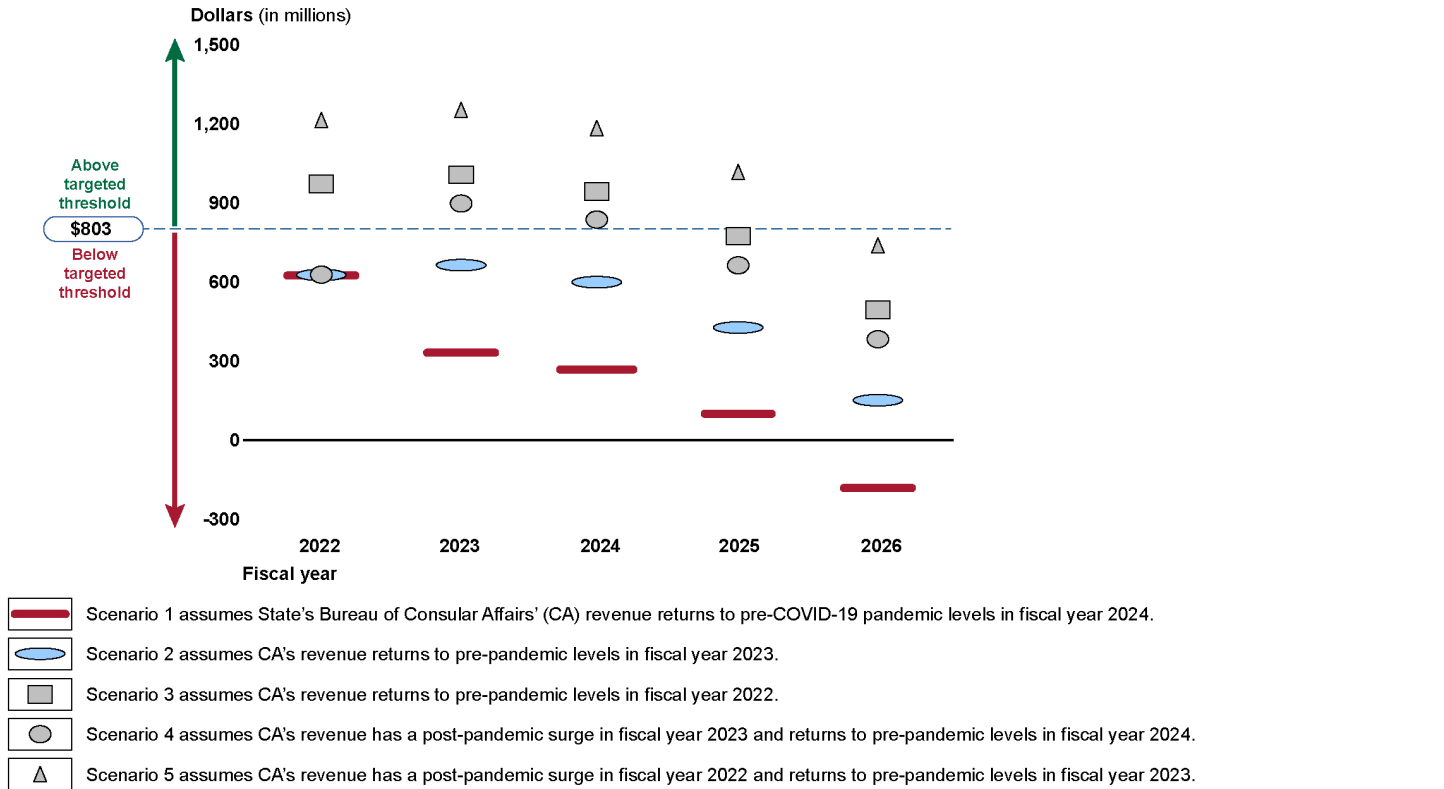 Dollars (in millions)
1,500
1,200
Above
targeted
threshold
900
$803
Below
targeted
threshold
600
300
0
-300
2022 2023 2024 2025 2026
Fiscal year
Scenario 1 assumes State’s Bureau of Consular Affairs’ (CA) revenue returns to pre-COVID-19 pandemic levels in fiscal year 2024.
Scenario 2 assumes CA’s revenue returns to pre-pandemic levels in fiscal year 2023.
Scenario 3 assumes CA’s revenue returns to pre-pandemic levels in fiscal year 2022.
Scenario 4 assumes CA’s revenue has a post-pandemic surge in fiscal year 2023 and returns to pre-pandemic levels in fiscal year 2024.
Scenario 5 assumes CA’s revenue has a post-pandemic surge in fiscal year 2022 and returns to pre-pandemic levels in fiscal year 2023.